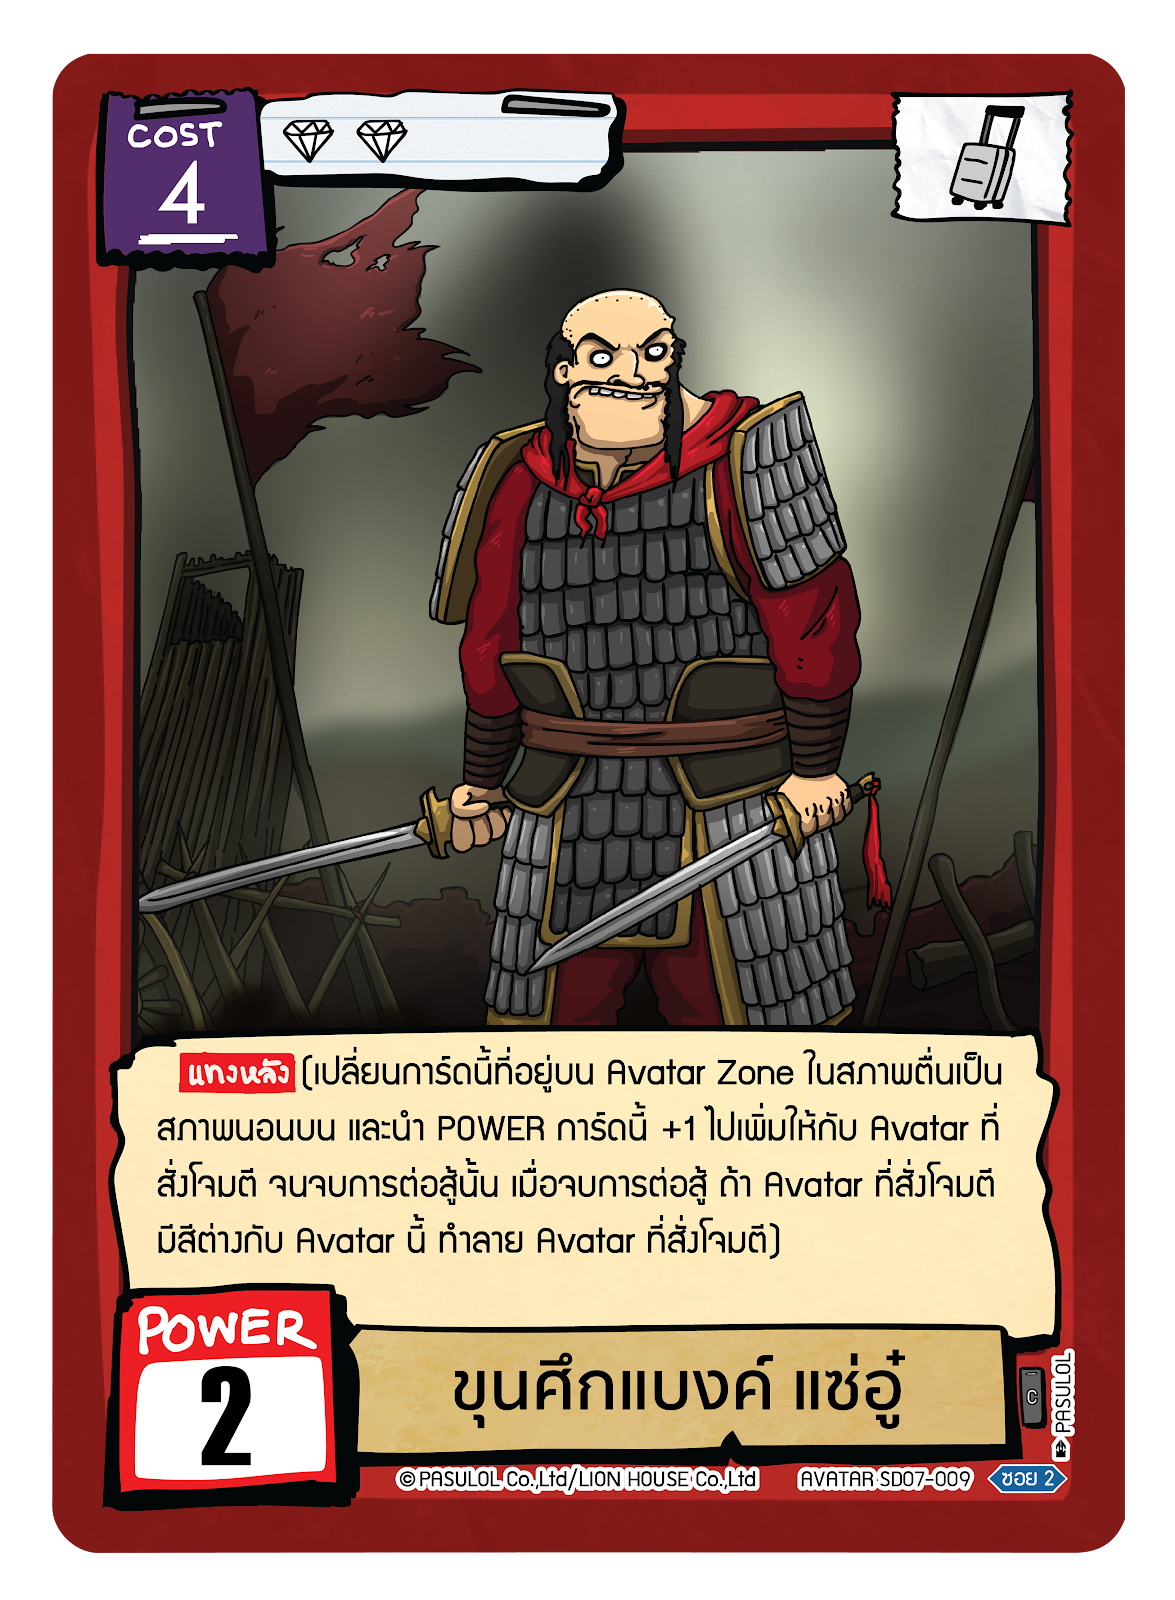 COST
4
แทงหลัง (เปลี่ยนการ์ดนี้ที่อยู่บน Avatar Zone ในสภาพตื่นเป็น
สภาพนอนบน และนำ POWER การ์ดนี้ +1 ไปเพิ่มให้กับ Avatar ที่
สั่งโจมตี จนจบการต่อสู้นั้น เมื่อจบการต่อสู้ ถ้า Avatar ที่สั่งโจมตี
มีสีต่างกับ Avatar นี้ ทำลาย Avatar ที่สั่งโจมตี)
POWER
2
ขุนศึกแบงค์ แซ่อู๋
C
PASULOL
© PASULOL Co.,Ltd/LION HOUSE Co.,Ltd
AVATAR SD07-009
ซอย 2